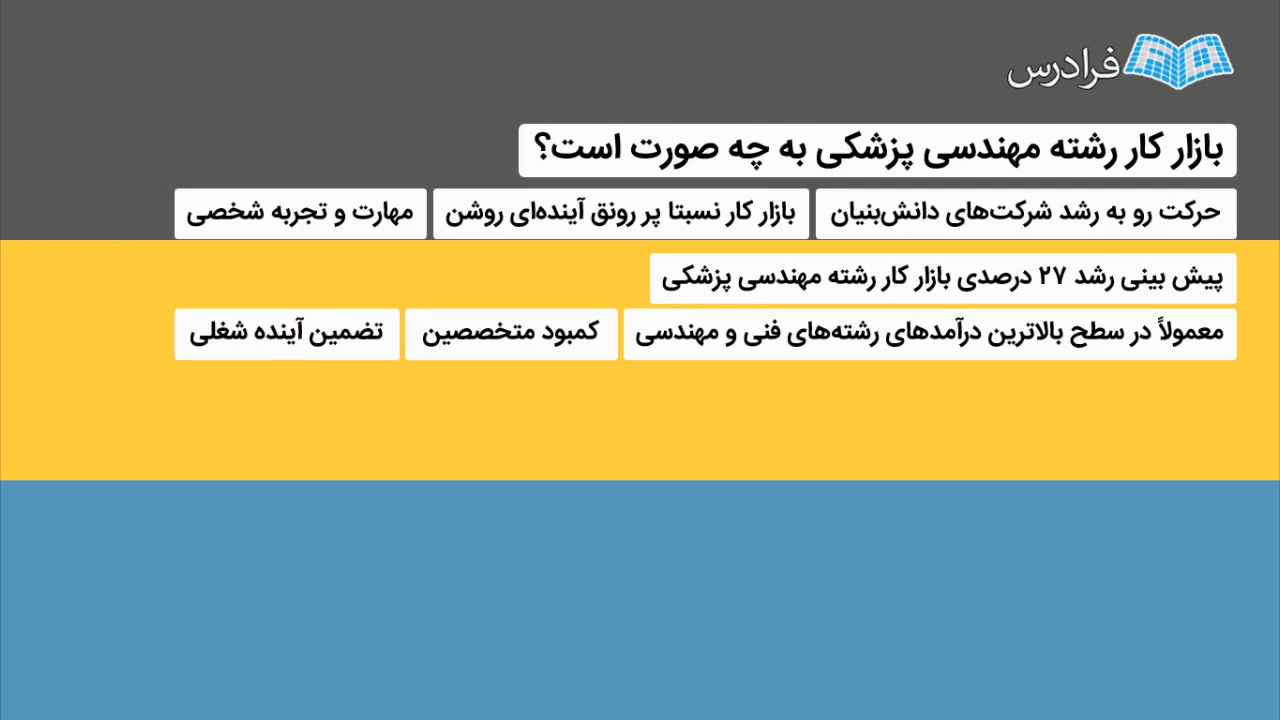 فرادرس
بازار کار رشته مهندسی پزشکی به چه صورت است؟
حرکت رو به رشد شرکت‌های دانش‌بنیان
بازار کار نسبتا پر رونق آینده‌ای روشن
مهارت و تجربه شخصی
پیش بینی رشد ۲۷ درصدی بازار کار رشته مهندسی پزشکی
معمولاً در سطح بالاترین درآمدهای رشته‌های فنی و مهندسی
کمبود متخصصین
تضمین آینده شغلی